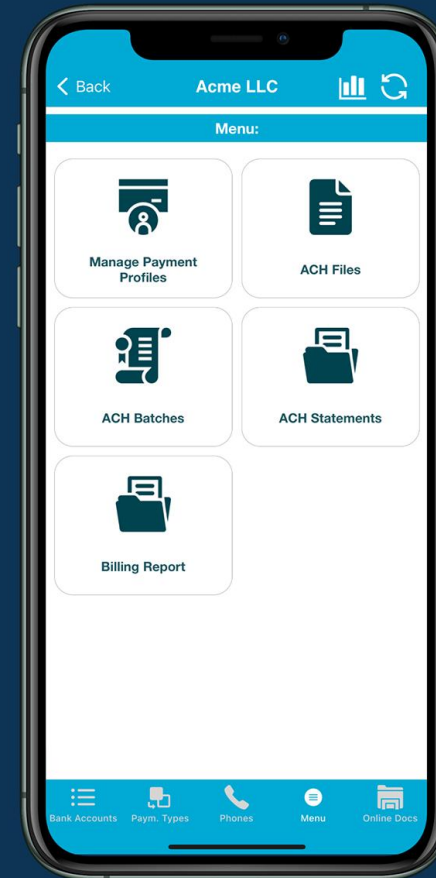 Back
Acme LLC
Menu:
Manage Payment
Profiles
ACH Files
ACH Batches
ACH Statements
Billing Report
Bank Accounts
Paym. Types
Phones
Menu
Online Docs